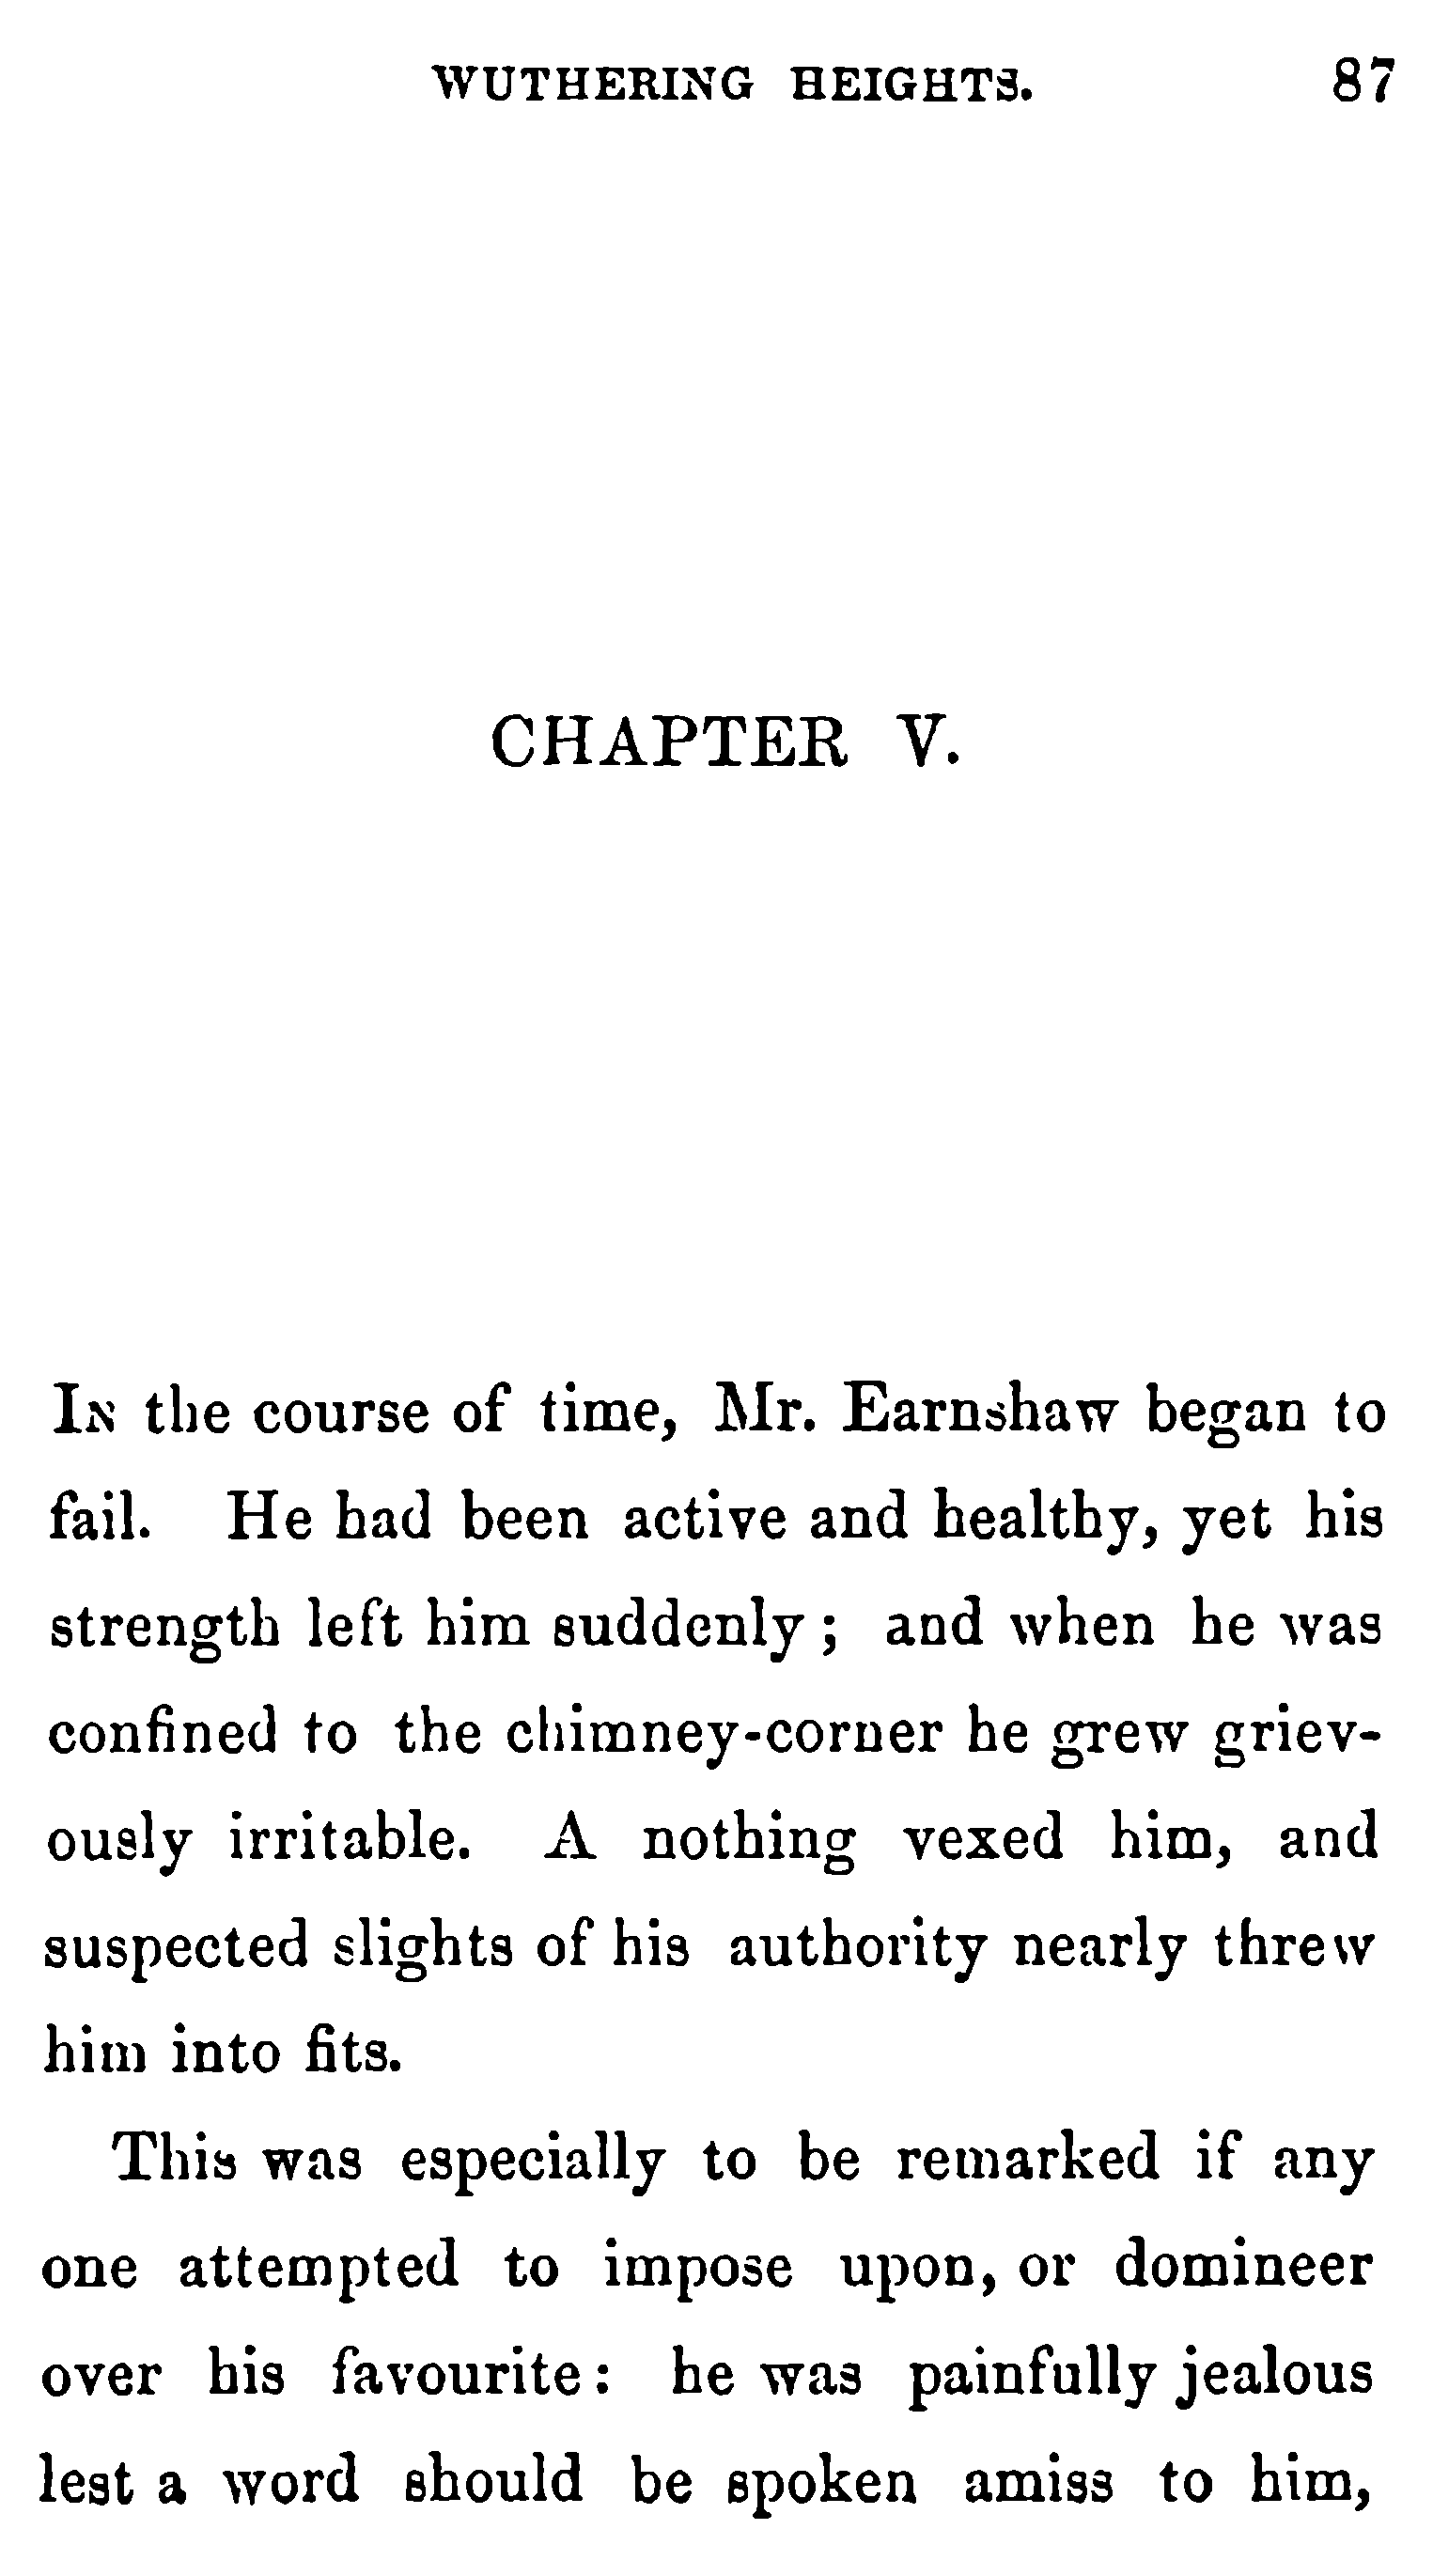 WUTHERING HEIGHTS. 87
CHAPTER V.
In the course of time, Mr. Earnshaw began to
fail. He had been active and healthy, yet his
strength left him suddenly; and when he was
confined to the chimney-corner he grew griev-
ously irritable. A nothing vexed him, and
suspected slights of his authority nearly threw
him into fits.
This was especially to be remarked if any
one attempted to impose upon, or domineer
over his favourite: he was painfully jealous
lest a word should be spoken amiss to him,